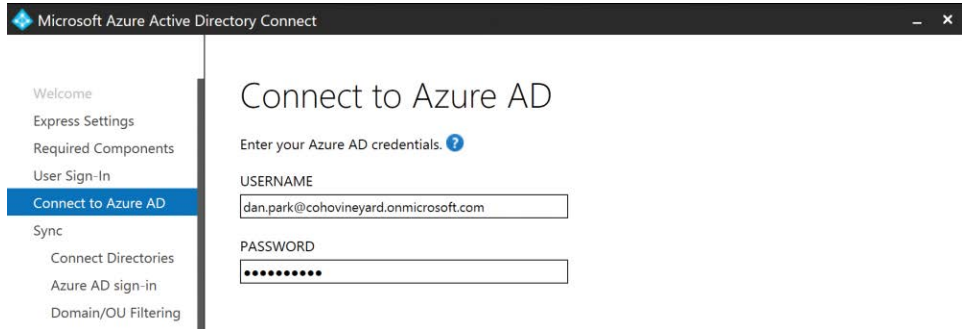 Microsoft Azure Active Directory Connect
Welcome
Express Settings
Required Components
User Sign-In
Connect to Azure AD
Sync
Connect Directories
Azure AD sign-in
Domain/OU Filtering
Connect to Azure AD
Enter your Azure AD credentials. ?
USERNAME
dan.park@cohovineyard.onmicrosoft.com
PASSWORD
••••••••••